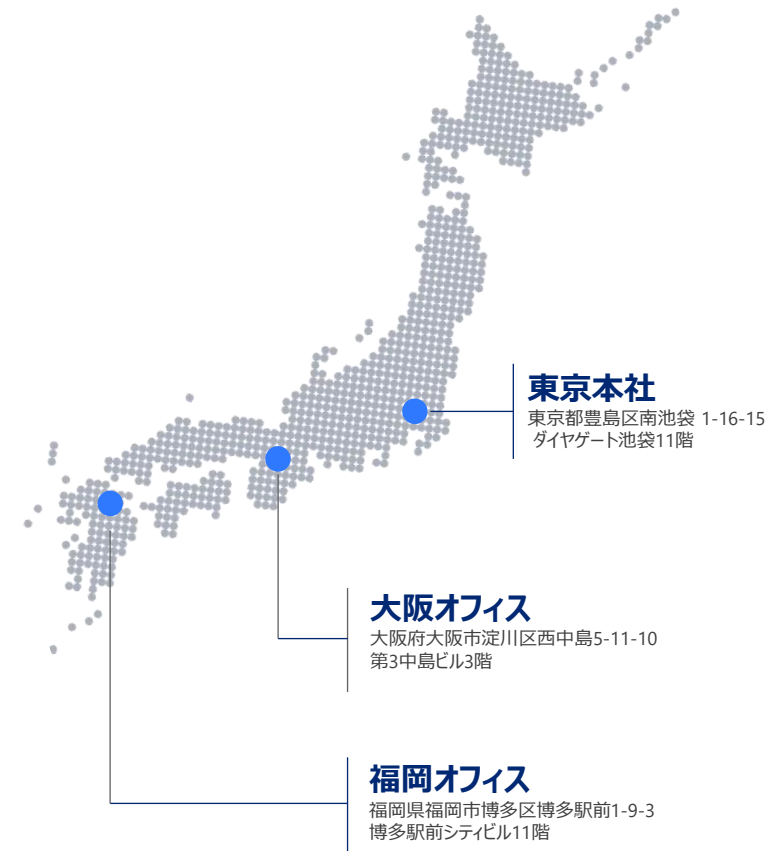 東京本社
東京都豊島区南池袋 1-16-15
ダイヤゲート池袋11階
大阪オフィス
大阪府大阪市淀川区西中島5-11-10
第3中島ビル3階
福岡オフィス
福岡県福岡市博多区博多駅前1-9-3
博多駅前シティビル11階